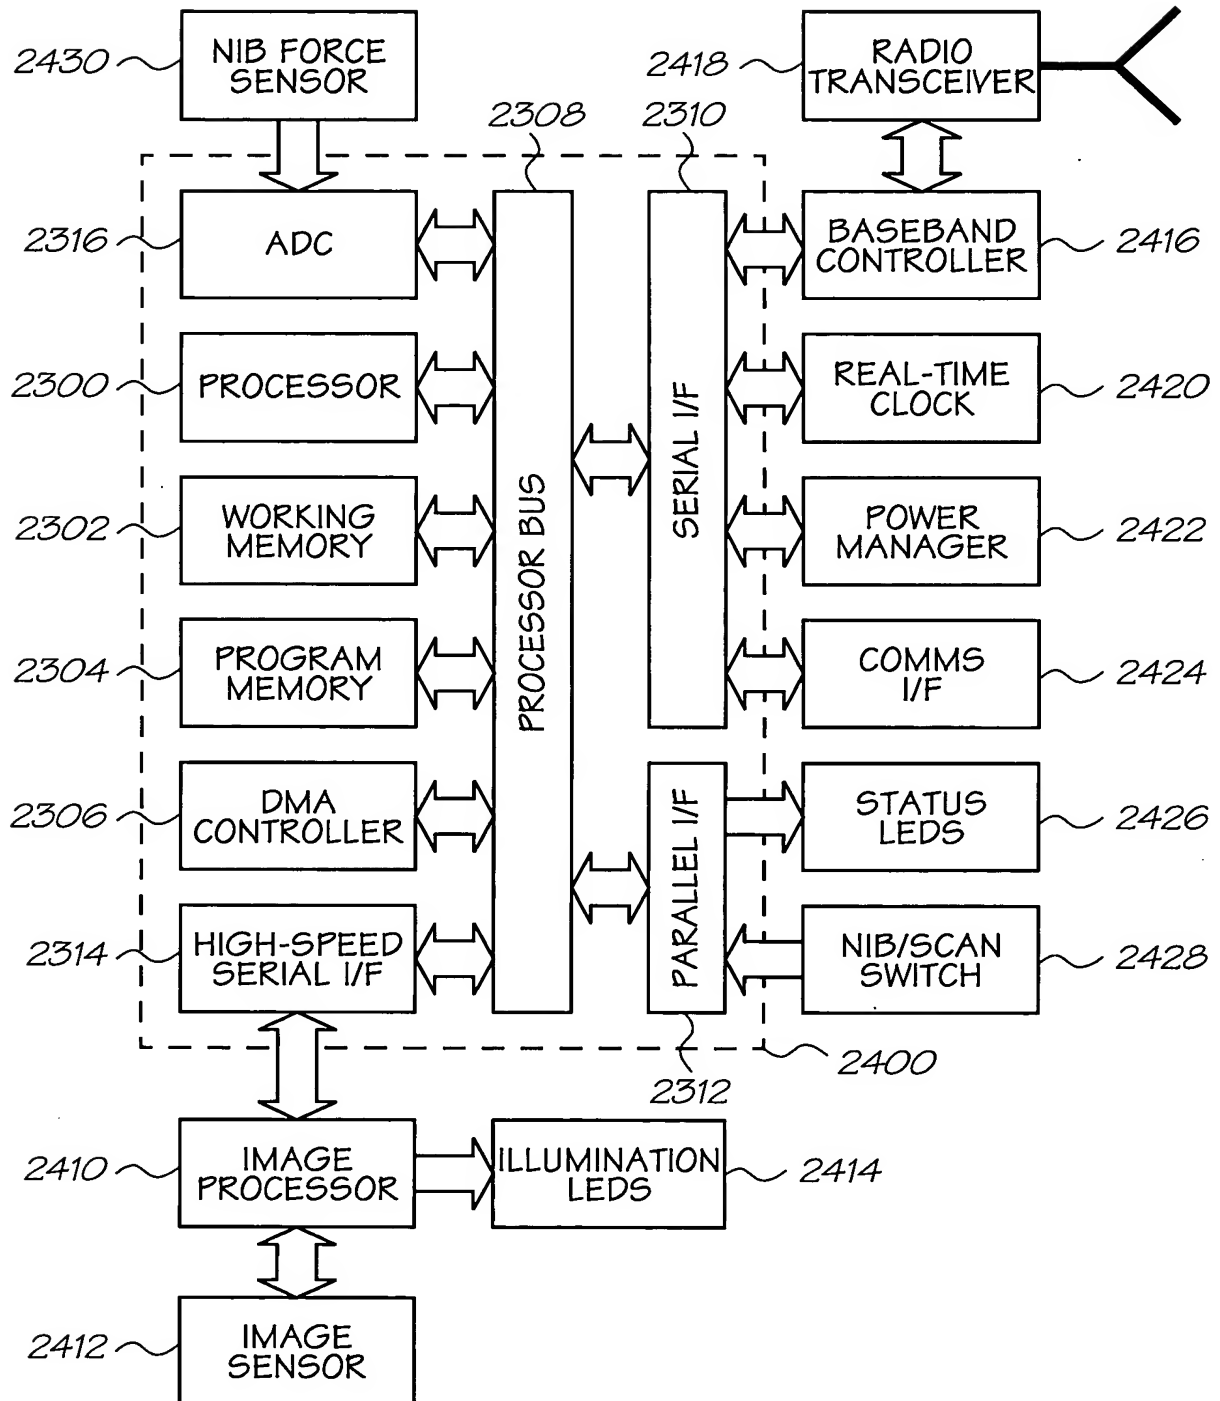 2430
NIB FORCE
SENSOR
2418
RADIO
TRANSCEIVER
2308
2310
2316
ADC
BASEBAND
CONTROLLER
2416
2300
PROCESSOR
REAL-TIME
CLOCK
2420
2302
WORKING
MEMORY
PROCESSOR BUS
SERIAL I/F
POWER
MANAGER
2422
2304
PROGRAM
MEMORY
COMMS
I/F
2424
2306
DMA
CONTROLLER
PARALLEL I/F
STATUS
LEDS
2426
2314
HIGH-SPEED
SERIAL I/F
NIB/SCAN
SWITCH
2428
2312
2400
2410
IMAGE
PROCESSOR
ILLUMINATION
LEDS
2414
2412
IMAGE
SENSOR